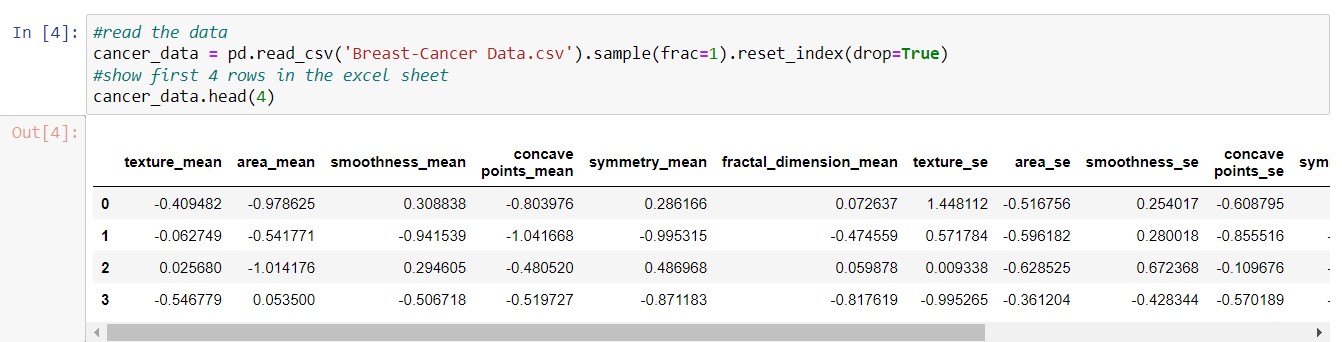 In [4]: #read the data
cancer_data = pd.read_csv('Breast-Cancer Data.csv').sample(frac=1).reset_index(drop=True)
#show first 4 rows in the excel sheet
cancer_data.head(4)
Out[4]:
texture_mean area_mean smoothness_mean concave points_mean symmetry_mean fractal_dimension_mean texture_se area_se smoothness_se concave points_se sym
0 -0.409482 -0.978625 0.308838 -0.803976 0.286166 0.072637 1.448112 -0.516756 0.254017 -0.608795
1 -0.062749 -0.541771 -0.941539 -1.041668 -0.995315 -0.474559 0.571784 -0.596182 0.280018 -0.855516 -
2 0.025680 -1.014176 0.294605 -0.480520 0.486968 0.059878 0.009338 -0.628525 0.672368 -0.109676 -
3 -0.546779 0.053500 -0.506718 -0.519727 -0.871183 -0.817619 -0.995265 -0.361204 -0.428344 -0.570189 -